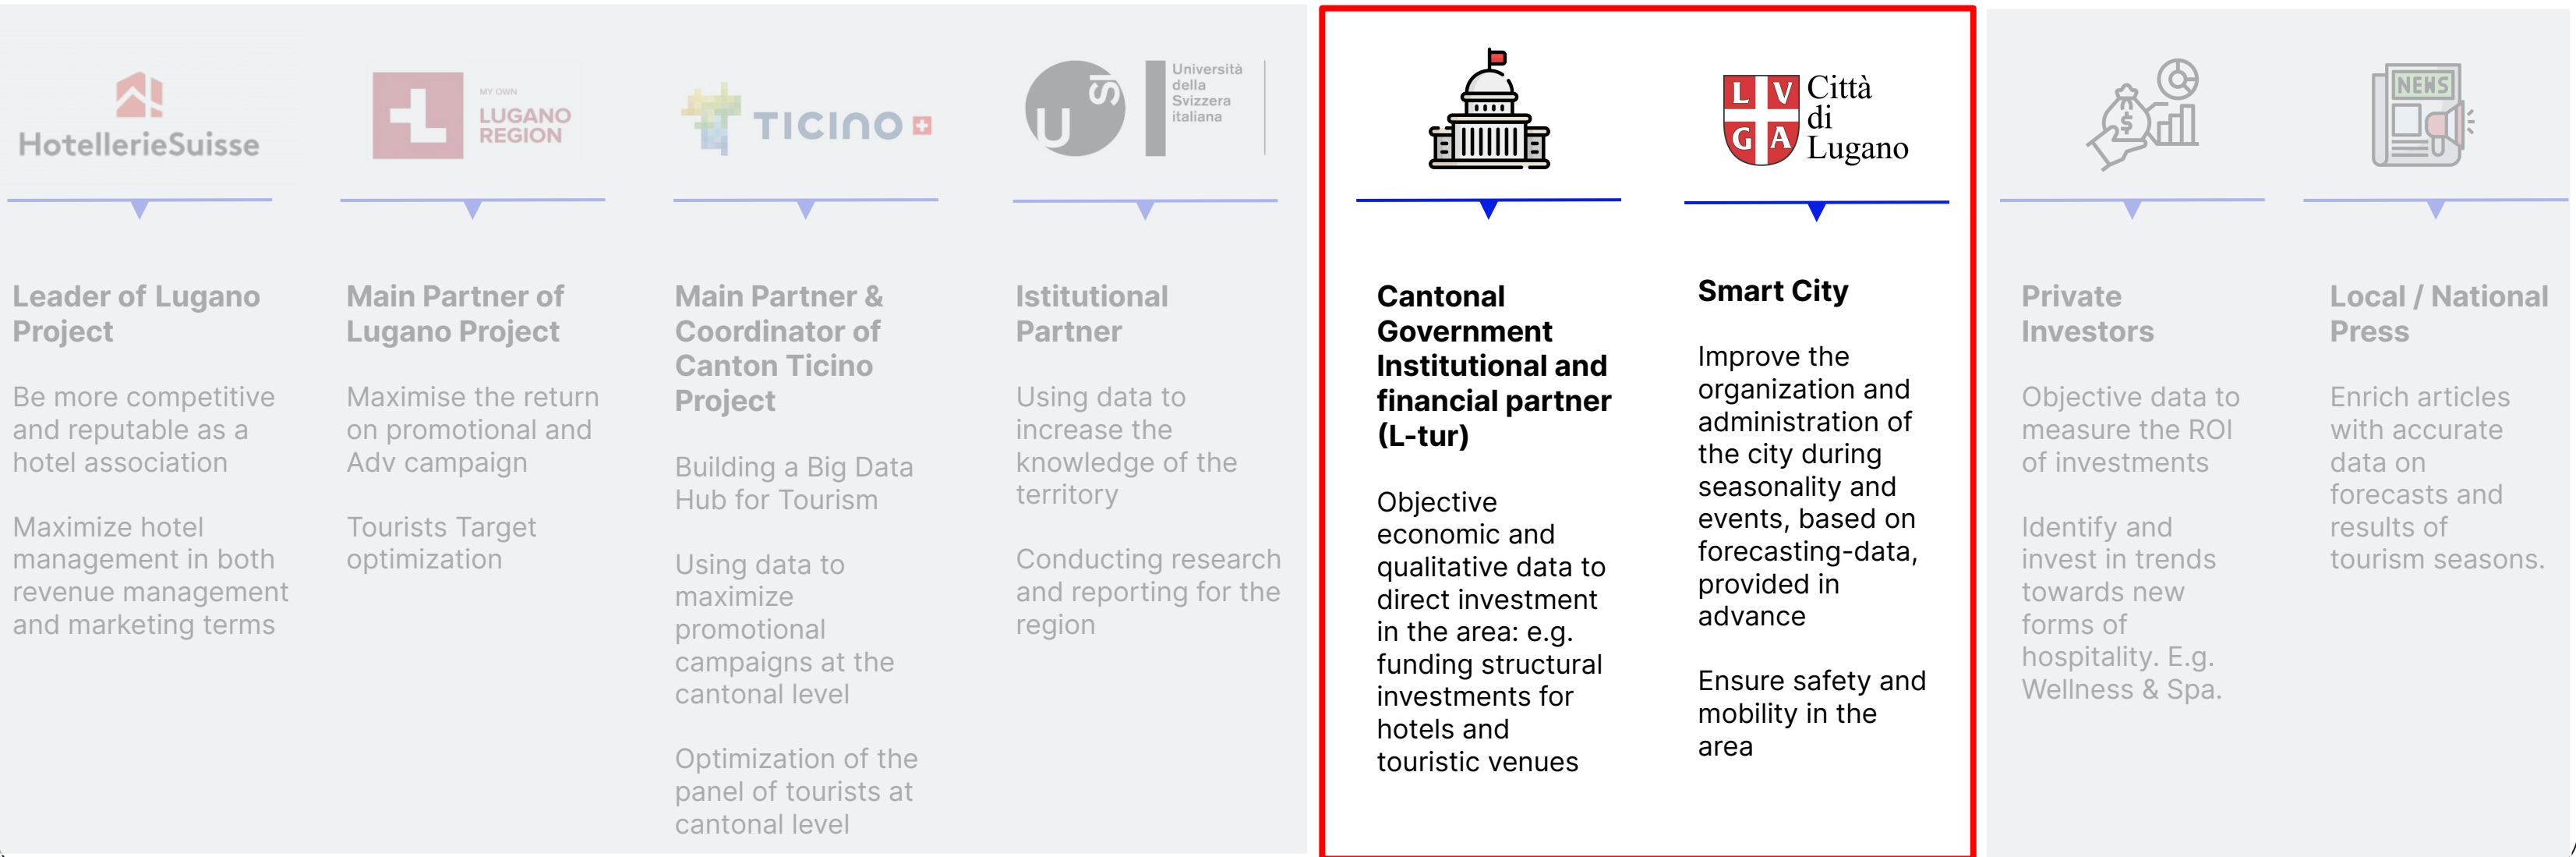 HotellerieSuisse
Leader of Lugano
Project
Be more competitive
and reputable as a
hotel association
Maximize hotel
management in both
revenue management
and marketing terms
MY OWN
LUGANO
REGION
Main Partner of
Lugano Project
Maximise the return
on promotional and
Adv campaign
Tourists Target
optimization
TICINO
Main Partner &
Coordinator of
Canton Ticino
Project
Building a Big Data
Hub for Tourism
Using data to
maximize
promotional
campaigns at the
cantonal level
Optimization of the
panel of tourists at
cantonal level
USI
Università
della
Svizzera
italiana
Istitutional
Partner
Using data to
increase the
knowledge of the
territory
Conducting research
and reporting for the
region
Cantonal
Government
Institutional and
financial partner
(L-tur)
Objective
economic and
qualitative data to
direct investment
in the area: e.g.
funding structural
investments for
hotels and
touristic venues
L V
G A
Città
di
Lugano
Smart City
Improve the
organization and
administration of
the city during
seasonality and
events, based on
forecasting-data,
provided in
advance
Ensure safety and
mobility in the
area
$
Private
Investors
Objective data to
measure the ROI
of investments
Identify and
invest in trends
towards new
forms of
hospitality. E.g.
Wellness & Spa.
NEWS
Local / National
Press
Enrich articles
with accurate
data on
forecasts and
results of
tourism seasons.